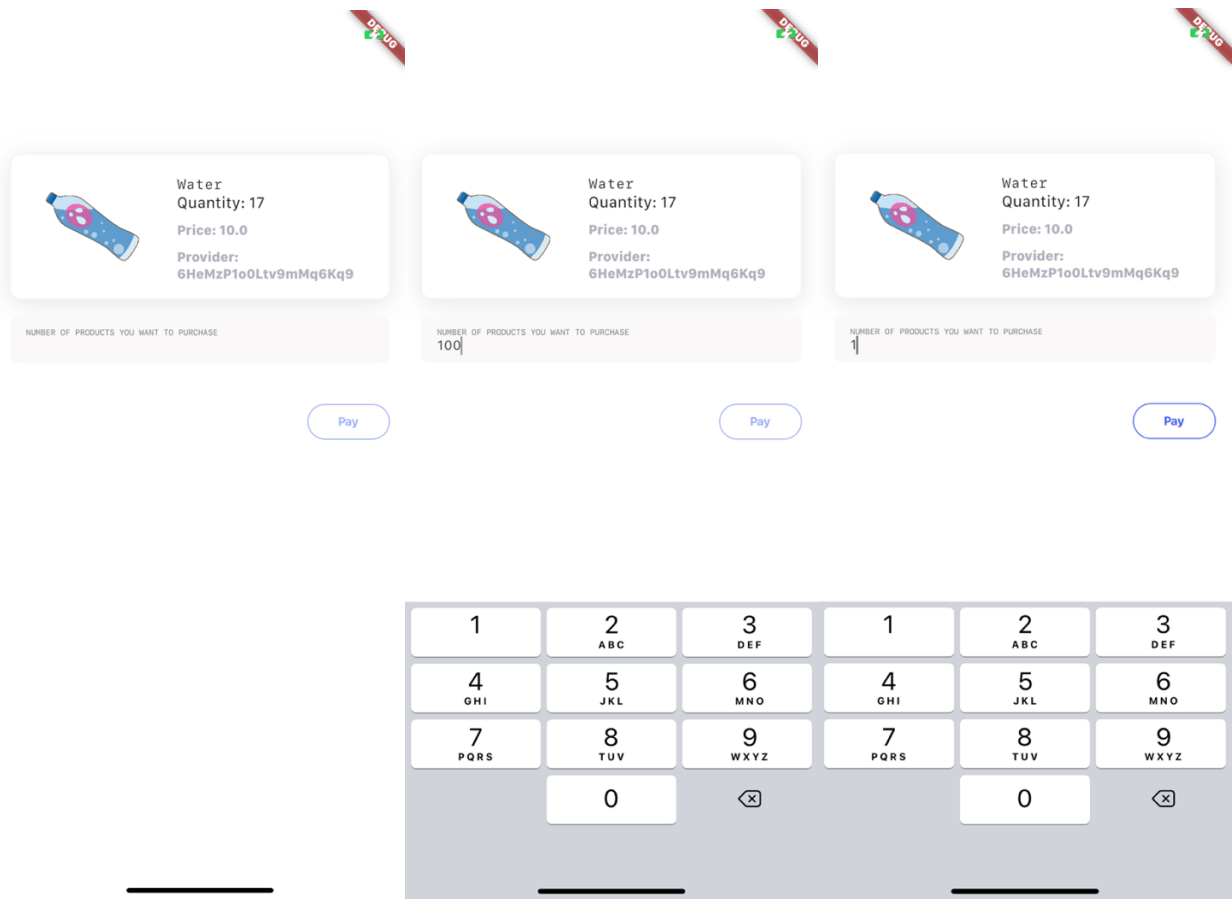 DEBUG
Water
Quantity: 17
Price: 10.0
Provider:
6HeMzP1o0Ltv9mMq6Kq9
NUMBER OF PRODUCTS YOU WANT TO PURCHASE
Pay
DEBUG
Water
Quantity: 17
Price: 10.0
Provider:
6HeMzP1o0Ltv9mMq6Kq9
NUMBER OF PRODUCTS YOU WANT TO PURCHASE
100
Pay
1
2 ABC
3 DEF
4 GHI
5 JKL
6 MNO
7 PQRS
8 TUV
9 WXYZ
0
DEBUG
Water
Quantity: 17
Price: 10.0
Provider:
6HeMzP1o0Ltv9mMq6Kq9
NUMBER OF PRODUCTS YOU WANT TO PURCHASE
1
Pay
1
2 ABC
3 DEF
4 GHI
5 JKL
6 MNO
7 PQRS
8 TUV
9 WXYZ
0